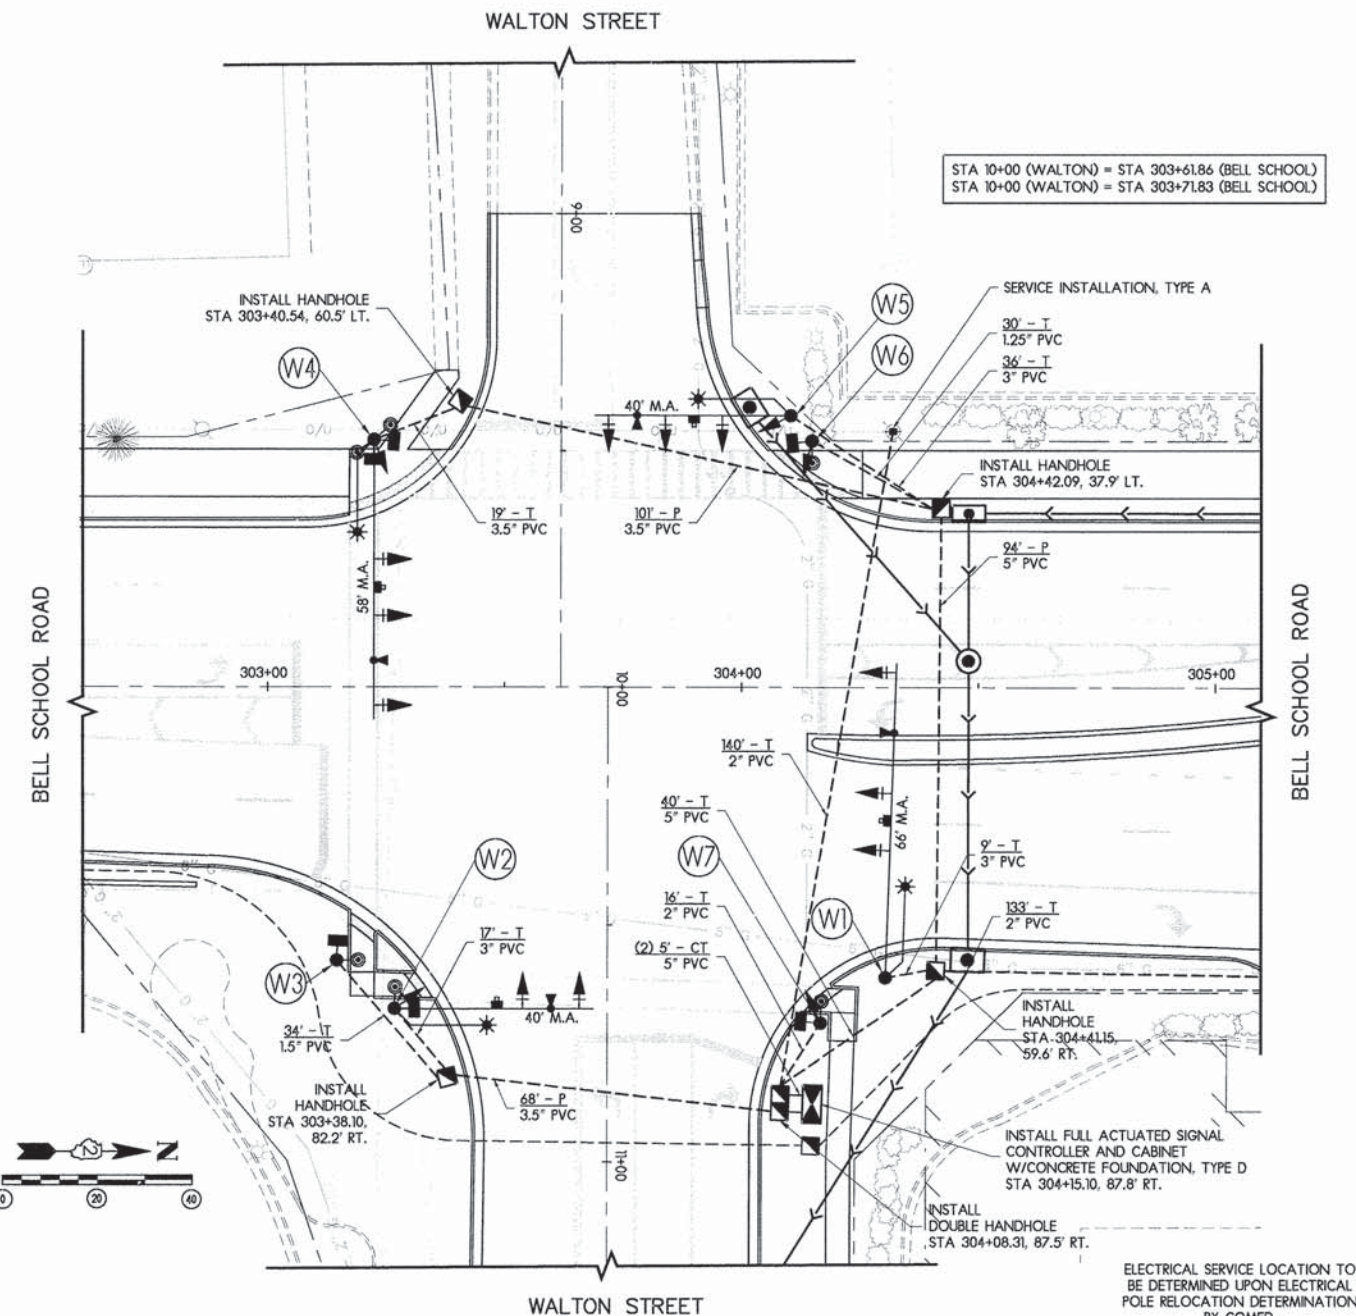 WALTON STREET
STA 10+00 (WALTON) = STA 303+61.86 (BELL SCHOOL)
STA 10+00 (WALTON) = STA 303+71.83 (BELL SCHOOL)
9+00
INSTALL HANDHOLE
STA 303+40.54, 60.5' LT.
W4
W5
W6
SERVICE INSTALLATION, TYPE A
30' - T
1.25" PVC
36' - T
3" PVC
40' M.A.
INSTALL HANDHOLE
STA 304+42.09, 37.9' LT.
19' - T
3.5" PVC
101' - P
3.5" PVC
94' - P
5" PVC
58' M.A.
BELL SCHOOL ROAD
BELL SCHOOL ROAD
303+00
10+00
304+00
305+00
140' - T
2" PVC
40' - T
5" PVC
66' M.A.
W7
9' - T
3" PVC
W2
16' - T
2" PVC
W1
133' - T
2" PVC
17' - T
3" PVC
(2) 5' - CT
5" PVC
W3
40' M.A.
34' - T
1.5" PVC
INSTALL
HANDHOLE
STA 304+41.15,
59.6' RT.
INSTALL
HANDHOLE
STA 303+38.10,
82.2' RT.
68' - P
3.5" PVC
INSTALL FULL ACTUATED SIGNAL
CONTROLLER AND CABINET
W/CONCRETE FOUNDATION, TYPE D
STA 304+15.10, 87.8' RT.
11+00
N
0 20 40
INSTALL
DOUBLE HANDHOLE
STA 304+08.31, 87.5' RT.
ELECTRICAL SERVICE LOCATION TO
BE DETERMINED UPON ELECTRICAL
POLE RELOCATION DETERMINATION
BY COMED
WALTON STREET